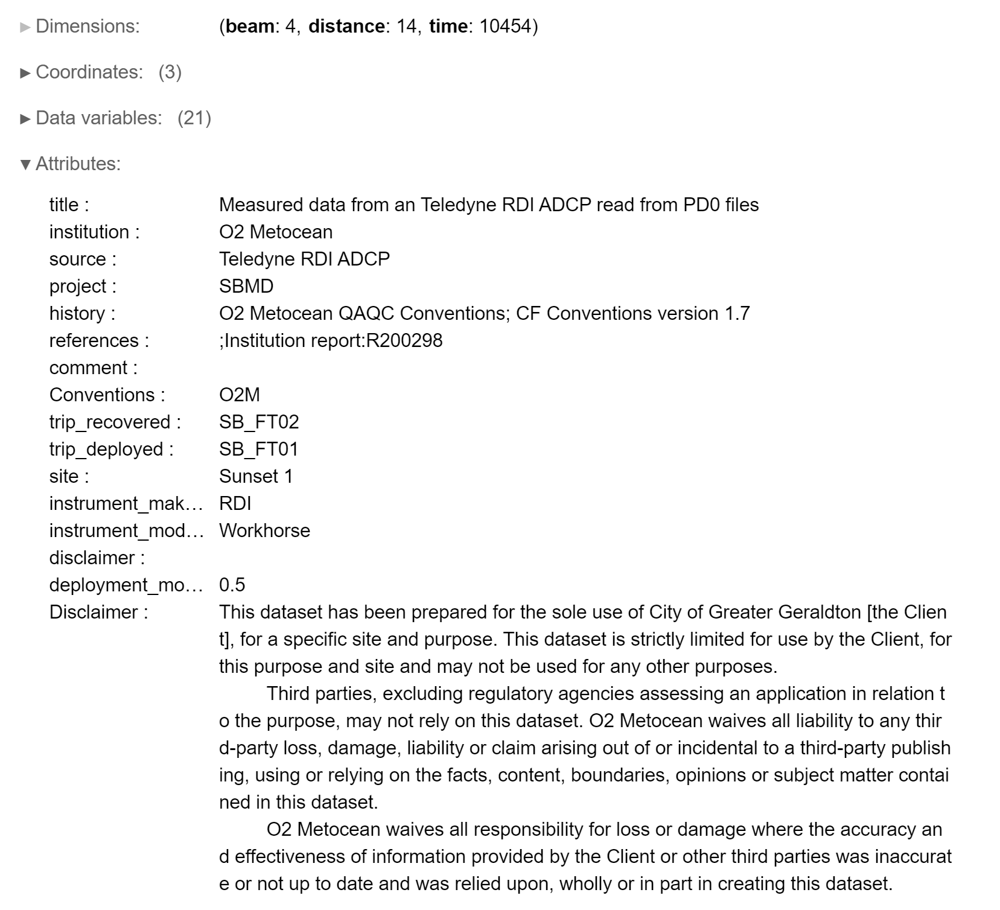 ► Dimensions: (beam: 4, distance: 14, time: 10454)
► Coordinates: (3)
► Data variables: (21)
▼ Attributes:
title : Measured data from an Teledyne RDI ADCP read from PD0 files
institution : O2 Metocean
source : Teledyne RDI ADCP
project : SBMD
history : O2 Metocean QAQC Conventions; CF Conventions version 1.7
references : ;Institution report:R200298
comment :
Conventions : O2M
trip_recovered : SB_FT02
trip_deployed : SB_FT01
site : Sunset 1
instrument_mak… RDI
instrument_mod… Workhorse
disclaimer :
deployment_mo… 0.5
Disclaimer : This dataset has been prepared for the sole use of City of Greater Geraldton [the Clien
t], for a specific site and purpose. This dataset is strictly limited for use by the Client, for
this purpose and site and may not be used for any other purposes.
Third parties, excluding regulatory agencies assessing an application in relation t
o the purpose, may not rely on this dataset. O2 Metocean waives all liability to any thir
d-party loss, damage, liability or claim arising out of or incidental to a third-party publish
ing, using or relying on the facts, content, boundaries, opinions or subject matter contai
ned in this dataset.
O2 Metocean waives all responsibility for loss or damage where the accuracy an
d effectiveness of information provided by the Client or other third parties was inaccurat
e or not up to date and was relied upon, wholly or in part in creating this dataset.